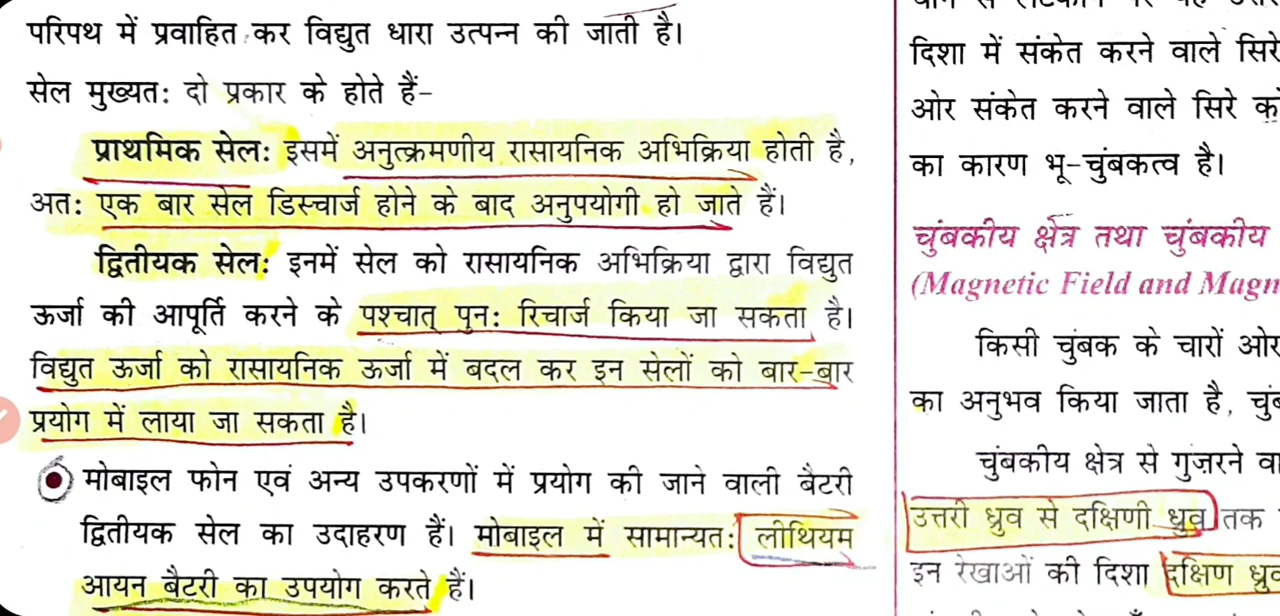 परिपथ में प्रवाहित कर विद्युत धारा उत्पन्न की जाती है।
सेल मुख्यतः दो प्रकार के होते हैं-
प्राथमिक सेलः इसमें अनुत्क्रमणीय रासायनिक अभिक्रिया होती है,
अतः एक बार सेल डिस्चार्ज होने के बाद अनुपयोगी हो जाते हैं।
द्वितीयक सेलः इनमें सेल को रासायनिक अभिक्रिया द्वारा विद्युत
ऊर्जा की आपूर्ति करने के पश्चात् पुनः रिचार्ज किया जा सकता है।
विद्युत ऊर्जा को रासायनिक ऊर्जा में बदल कर इन सेलों को बार-बार
प्रयोग में लाया जा सकता है।
मोबाइल फोन एवं अन्य उपकरणों में प्रयोग की जाने वाली बैटरी
द्वितीयक सेल का उदाहरण हैं। मोबाइल में सामान्यतः लीथियम
आयन बैटरी का उपयोग करते हैं।
दिशा में संकेत करने वाले सिरे
ओर संकेत करने वाले सिरे को
का कारण भू-चुंबकत्व है।
चुंबकीय क्षेत्र तथा चुंबकीय
(Magnetic Field and Magn
किसी चुंबक के चारों ओर
का अनुभव किया जाता है,
चुंबकीय क्षेत्र से गुज़रने
उत्तरी ध्रुव से दक्षिणी ध्रुव तक
इन रेखाओं की दिशा दक्षिण